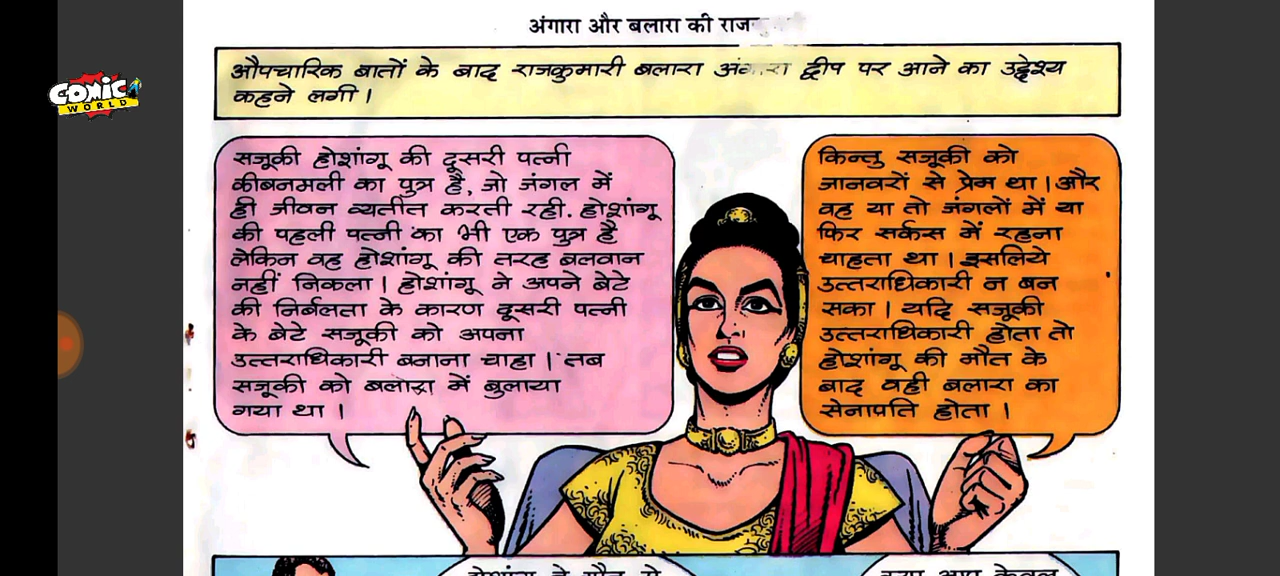 अंगारा और बलारा की राज
COMIC
WORLD
औपचारिक बातों के बाद राजकुमारी बलारा द्वीप पर आने का उद्देश्य
कहने लगी।
सजूकी होशांगू की दूसरी पत्नी
कीबनमली का पुत्र है, जो जंगल में
ही जीवन व्यतीत करती रही. होशांगू
की पहली पत्नी का भी एक पुत्र है
लेकिन वह होशांगू की तरह बलवान
नहीं निकला। होशांगू ने अपने बेटे
की निर्बलता के कारण दूसरी पत्नी
के बेटे सजूकी को अपना
उत्तराधिकारी बनाना चाहा। तब
सजूकी को बलारा में बुलाया
गया था।
किन्तु सजूकी को
जानवरों से प्रेम था। और
वह या तो जंगलों में या
फिर सर्कस में रहना
चाहता था। इसलिये
उत्तराधिकारी न बन
सका। यदि सजूकी
उत्तराधिकारी होता तो
होशांगू की मौत के
बाद वही बलारा का
सेनापति होता।